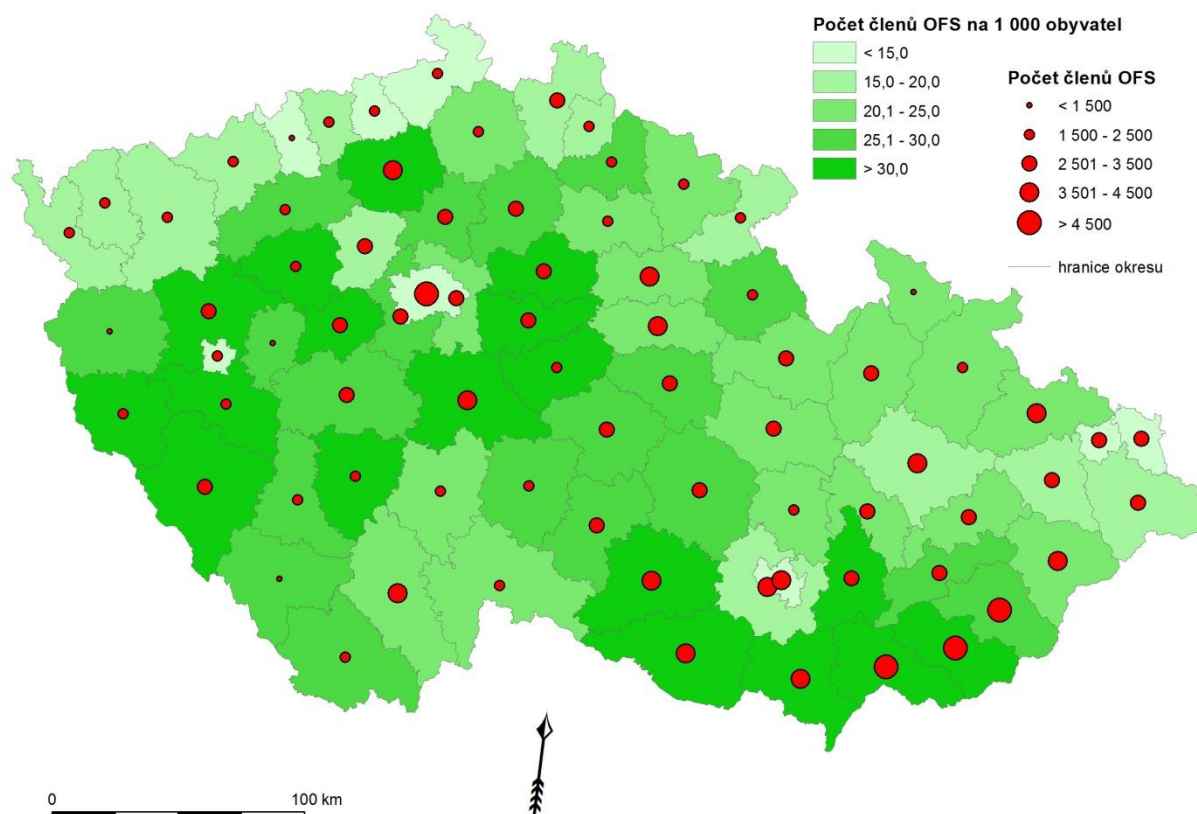 Počet členů OFS na 1 000 obyvatel
< 15,0
15,0 - 20,0
20,1 - 25,0
25,1 - 30,0
> 30,0
Počet členů OFS
< 1 500
1 500 - 2 500
2 501 - 3 500
3 501 - 4 500
> 4 500
hranice okresu
0
100 km